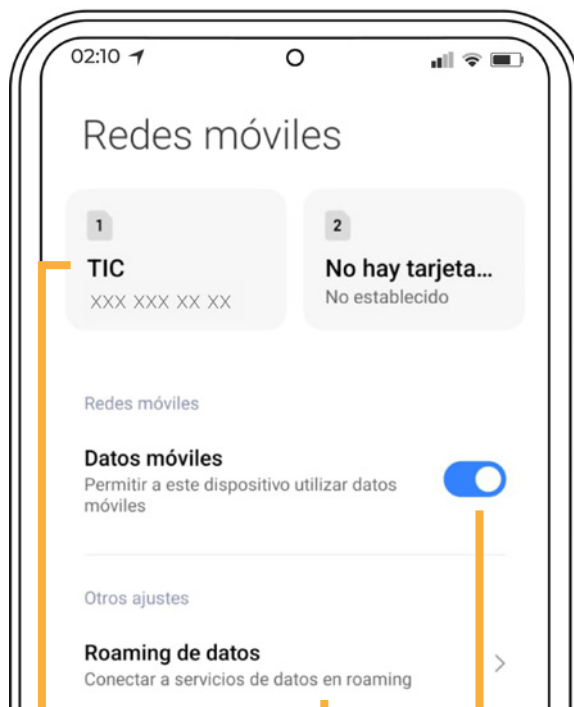 02:10
Redes móviles
1
TIC
XXX XXX XX XX
2
No hay tarjeta...
No establecido
Redes móviles
Datos móviles
Permitir a este dispositivo utilizar datos
móviles
Otros ajustes
Roaming de datos
Conectar a servicios de datos en roaming